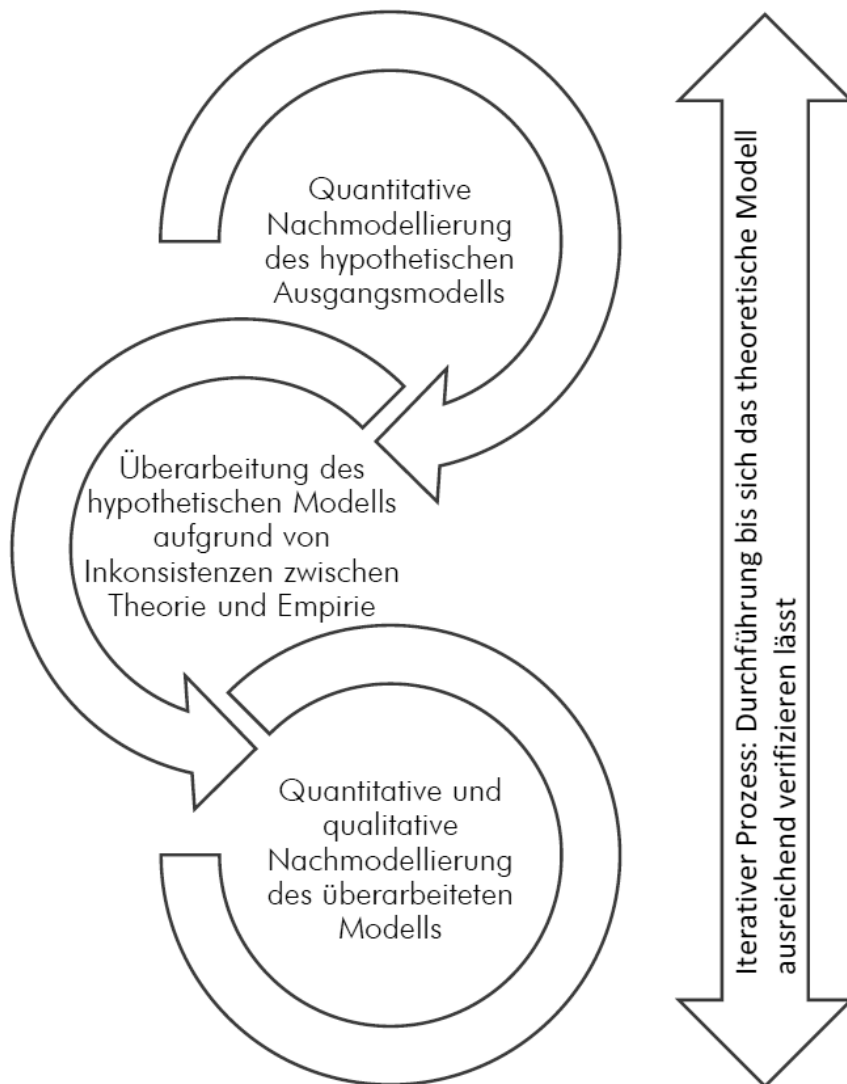 Quantitative
Nachmodellierung
des hypothetischen
Ausgangsmodells
Überarbeitung des
hypothetischen Modells
aufgrund von
Inkonsistenzen zwischen
Theorie und Empirie
Quantitative und
qualitative
Nachmodellierung
des überarbeiteten
Modells
Iterativer Prozess: Durchführung bis sich das theoretische Modell
ausreichend verifizieren lässt